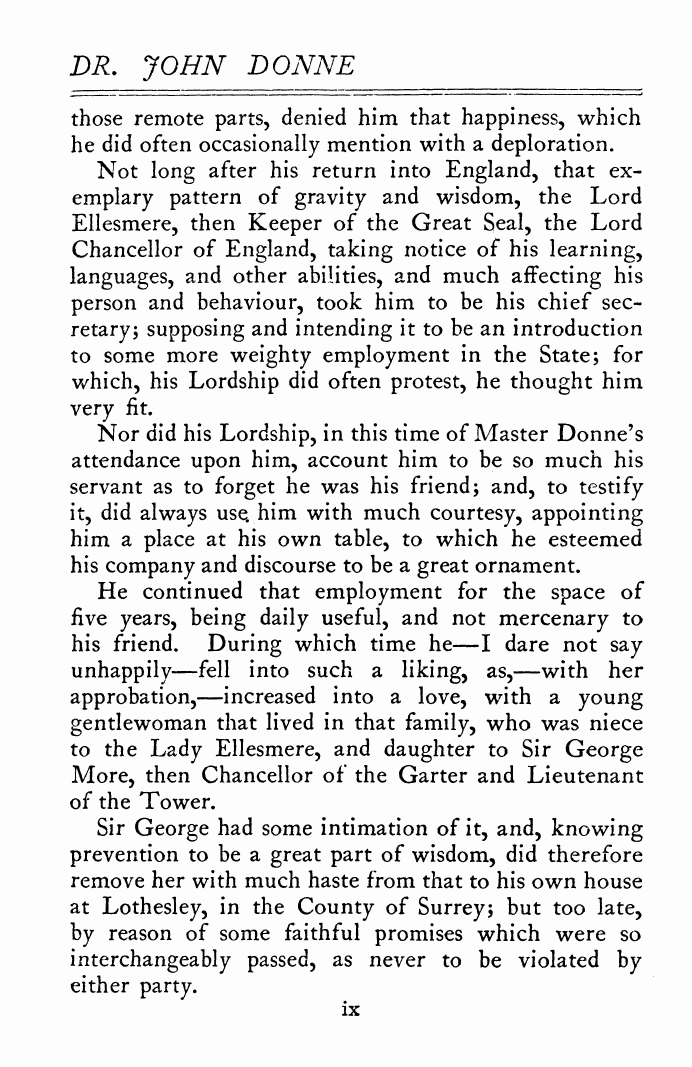 DR. JOHN DONNE
those remote parts, denied him that happiness, which
he did often occasionally mention with a deploration.
Not long after his return into England, that ex-
emplary pattern of gravity and wisdom, the Lord
Ellesmere, then Keeper of the Great Seal, the Lord
Chancellor of England, taking notice of his learning,
languages, and other abilities, and much affecting his
person and behaviour, took him to be his chief sec-
retary; supposing and intending it to be an introduction
to some more weighty employment in the State; for
which, his Lordship did often protest, he thought him
very fit.
Nor did his Lordship, in this time of Master Donne's
attendance upon him, account him to be so much his
servant as to forget he was his friend; and, to testify
it, did always use him with much courtesy, appointing
him a place at his own table, to which he esteemed
his company and discourse to be a great ornament.
He continued that employment for the space of
five years, being daily useful, and not mercenary to
his friend. During which time he—I dare not say
unhappily—fell into such a liking, as,—with her
approbation,—increased into a love, with a young
gentlewoman that lived in that family, who was niece
to the Lady Ellesmere, and daughter to Sir George
More, then Chancellor of the Garter and Lieutenant
of the Tower.
Sir George had some intimation of it, and, knowing
prevention to be a great part of wisdom, did therefore
remove her with much haste from that to his own house
at Lothesley, in the County of Surrey; but too late,
by reason of some faithful promises which were so
interchangeably passed, as never to be violated by
either party.
ix